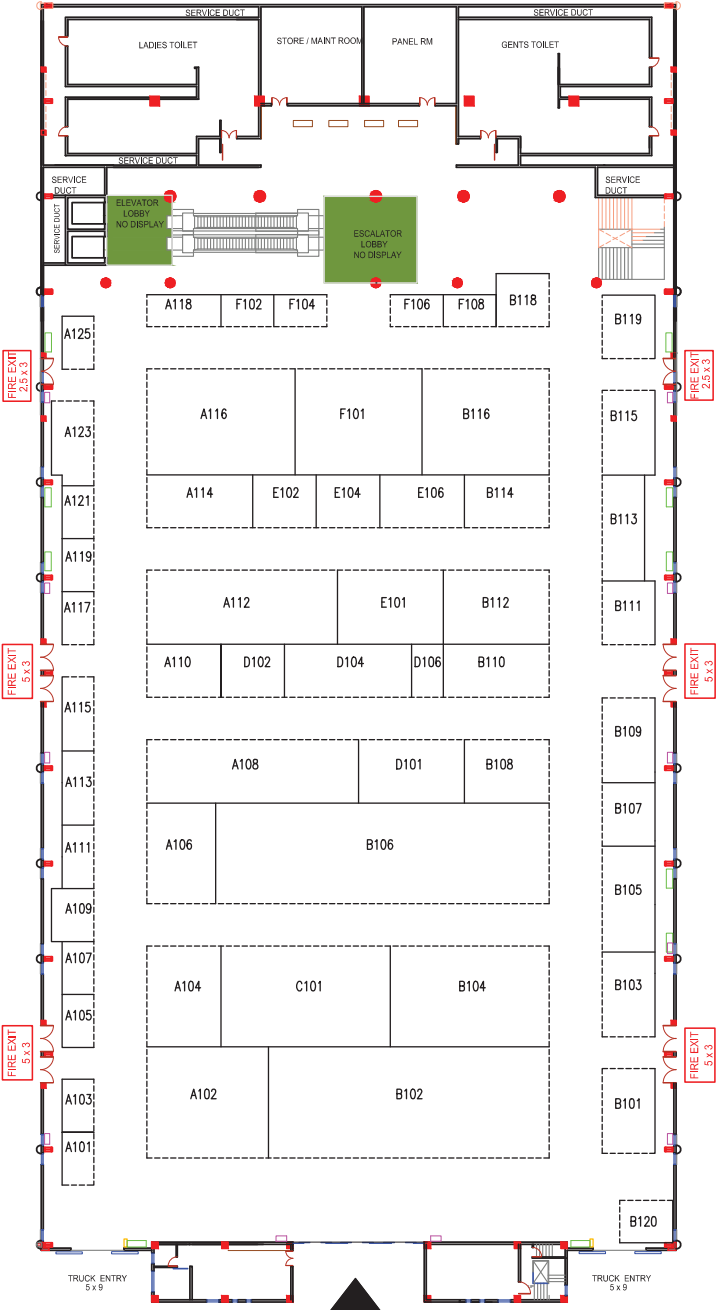 SERVICE DUCT
SERVICE DUCT
LADIES TOILET
STORE / MAINT ROOM
PANEL RM
GENTS TOILET
SERVICE DUCT
SERVICE
DUCT
SERVICE
DUCT
SERVICE DUCT
ELEVATOR
LOBBY
NO DISPLAY
ESCALATOR
LOBBY
NO DISPLAY
A118
F102
F104
F106
F108
B118
B119
A125
FIRE EXIT
2.5 x 3
FIRE EXIT
2.5 x 3
A116
F101
B116
B115
A123
A114
E102
E104
E106
B114
A121
B113
A119
A117
A112
E101
B112
B111
FIRE EXIT
5 x 3
A110
D102
D104
D106
B110
FIRE EXIT
5 x 3
A115
B109
A113
A108
D101
B108
B107
A111
A106
B106
B105
A109
A107
A104
C101
B104
B103
A105
FIRE EXIT
5 x 3
FIRE EXIT
5 x 3
A103
A102
B102
B101
A101
B120
TRUCK ENTRY
5 x 9
TRUCK ENTRY
5 x 9